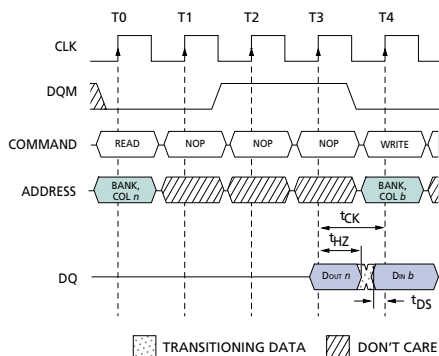 T0 T1 T2 T3 T4
CLK
DQM
COMMAND READ NOP NOP NOP WRITE
ADDRESS BANK, COL n BANK, COL b
tCK
tHZ
DQ DOUT n DIN b
tDS
TRANSITIONING DATA DON'T CARE